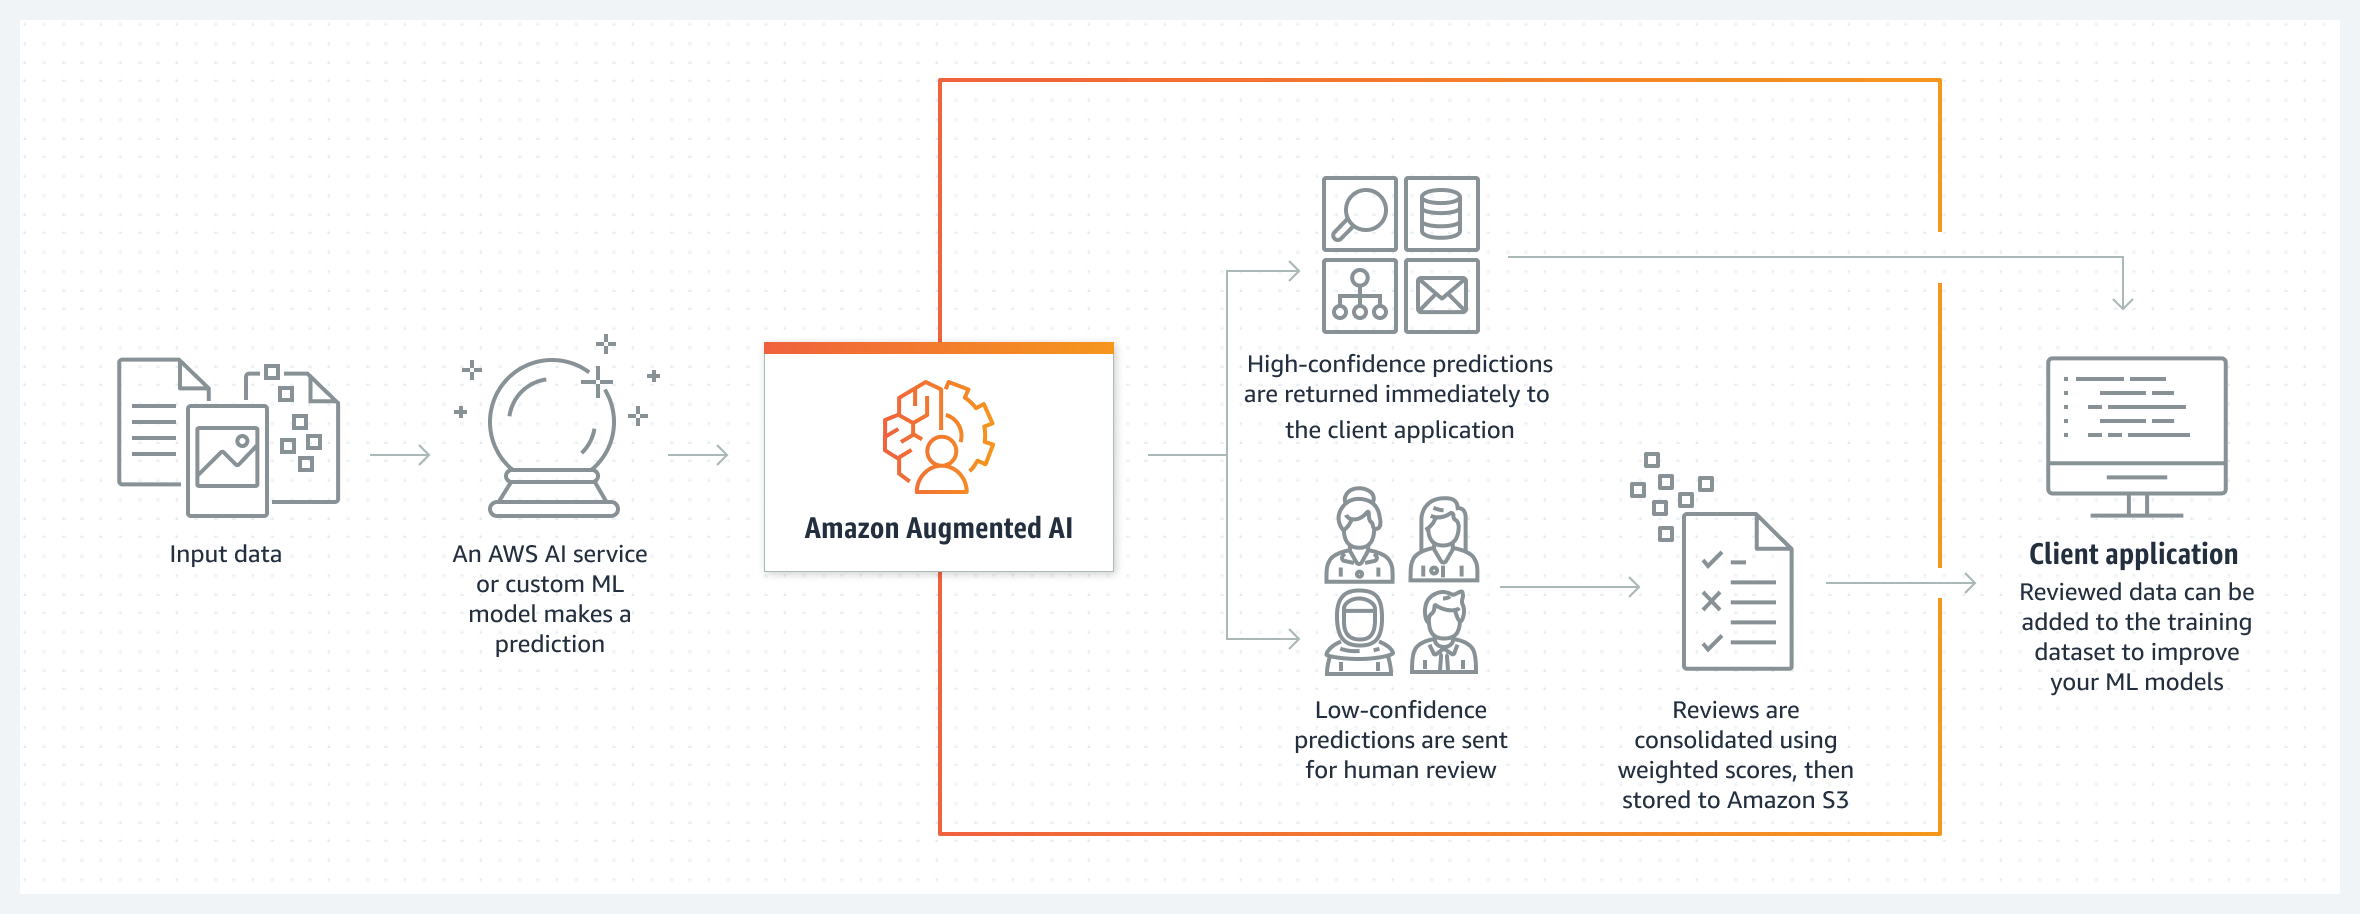 Input data
An AWS AI service
or custom ML
model makes a
prediction
Amazon Augmented AI
High-confidence predictions
are returned immediately to
the client application
Low-confidence
predictions are sent
for human review
Reviews are
consolidated using
weighted scores, then
stored to Amazon S3
Client application
Reviewed data can be
added to the training
dataset to improve
your ML models